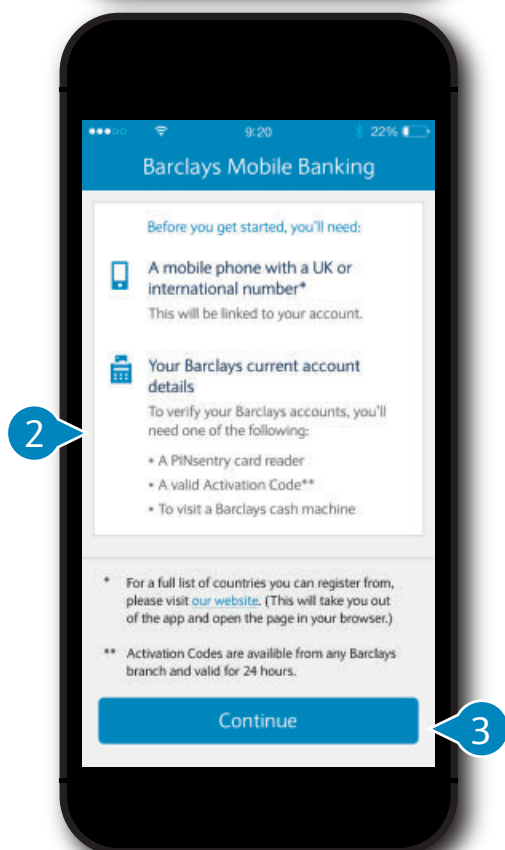 9:20
22%
Barclays Mobile Banking
Before you get started, you'll need:
A mobile phone with a UK or
international number*
This will be linked to your account.
Your Barclays current account
details
To verify your Barclays accounts, you'll
need one of the following:
• A PINsentry card reader
• A valid Activation Code**
• To visit a Barclays cash machine
2
* For a full list of countries you can register from,
please visit our website. (This will take you out
of the app and open the page in your browser.)
** Activation Codes are availible from any Barclays
branch and valid for 24 hours.
Continue
3